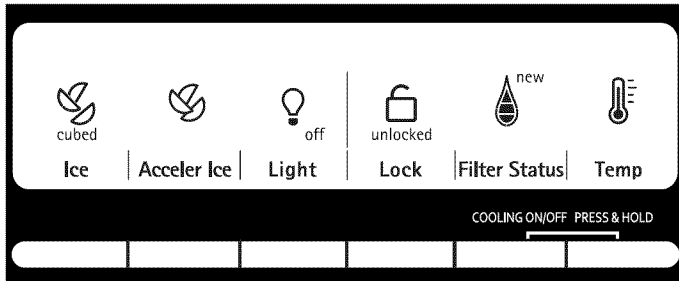 new
cubed
off
unlocked
Ice
Acceler Ice
Light
Lock
Filter Status
Temp
COOLING ON/OFF PRESS & HOLD